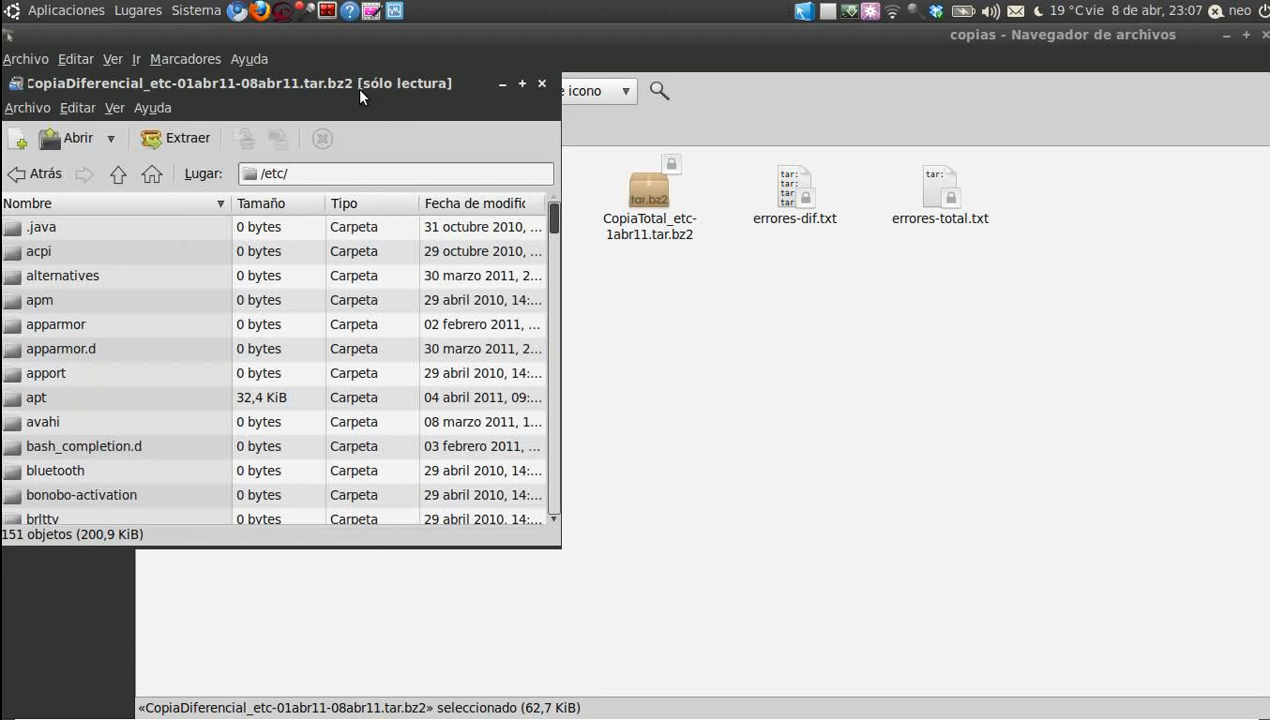 Aplicaciones Lugares Sistema 19 °C vie 8 de abr, 23:07 neo
copias - Navegador de archivos
Archivo Editar Ver Ir Marcadores Ayuda
CopiaDiferencial_etc-01abr11-08abr11.tar.bz2 [sólo lectura]
Archivo Editar Ver Ayuda
Abrir Extraer
Atrás Lugar: /etc/
Nombre Tamaño Tipo Fecha de modific
.java 0 bytes Carpeta 31 octubre 2010, ...
acpi 0 bytes Carpeta 29 octubre 2010, ...
alternatives 0 bytes Carpeta 30 marzo 2011, 2...
apm 0 bytes Carpeta 29 abril 2010, 14:...
apparmor 0 bytes Carpeta 02 febrero 2011, ...
apparmor.d 0 bytes Carpeta 30 marzo 2011, 2...
apport 0 bytes Carpeta 29 abril 2010, 14:...
apt 32,4 KiB Carpeta 04 abril 2011, 09:...
avahi 0 bytes Carpeta 08 marzo 2011, 1...
bash_completion.d 0 bytes Carpeta 03 febrero 2011, ...
bluetooth 0 bytes Carpeta 29 abril 2010, 14:...
bonobo-activation 0 bytes Carpeta 29 abril 2010, 14:...
brltty 0 bytes Carpeta 29 abril 2010, 14:...
151 objetos (200,9 KiB)
e icono
tar.bz2
CopiaTotal_etc-
1abr11.tar.bz2
tar:
tar:
tar:
tar
errores-dif.txt
tar:
errores-total.txt
«CopiaDiferencial_etc-01abr11-08abr11.tar.bz2» seleccionado (62,7 KiB)